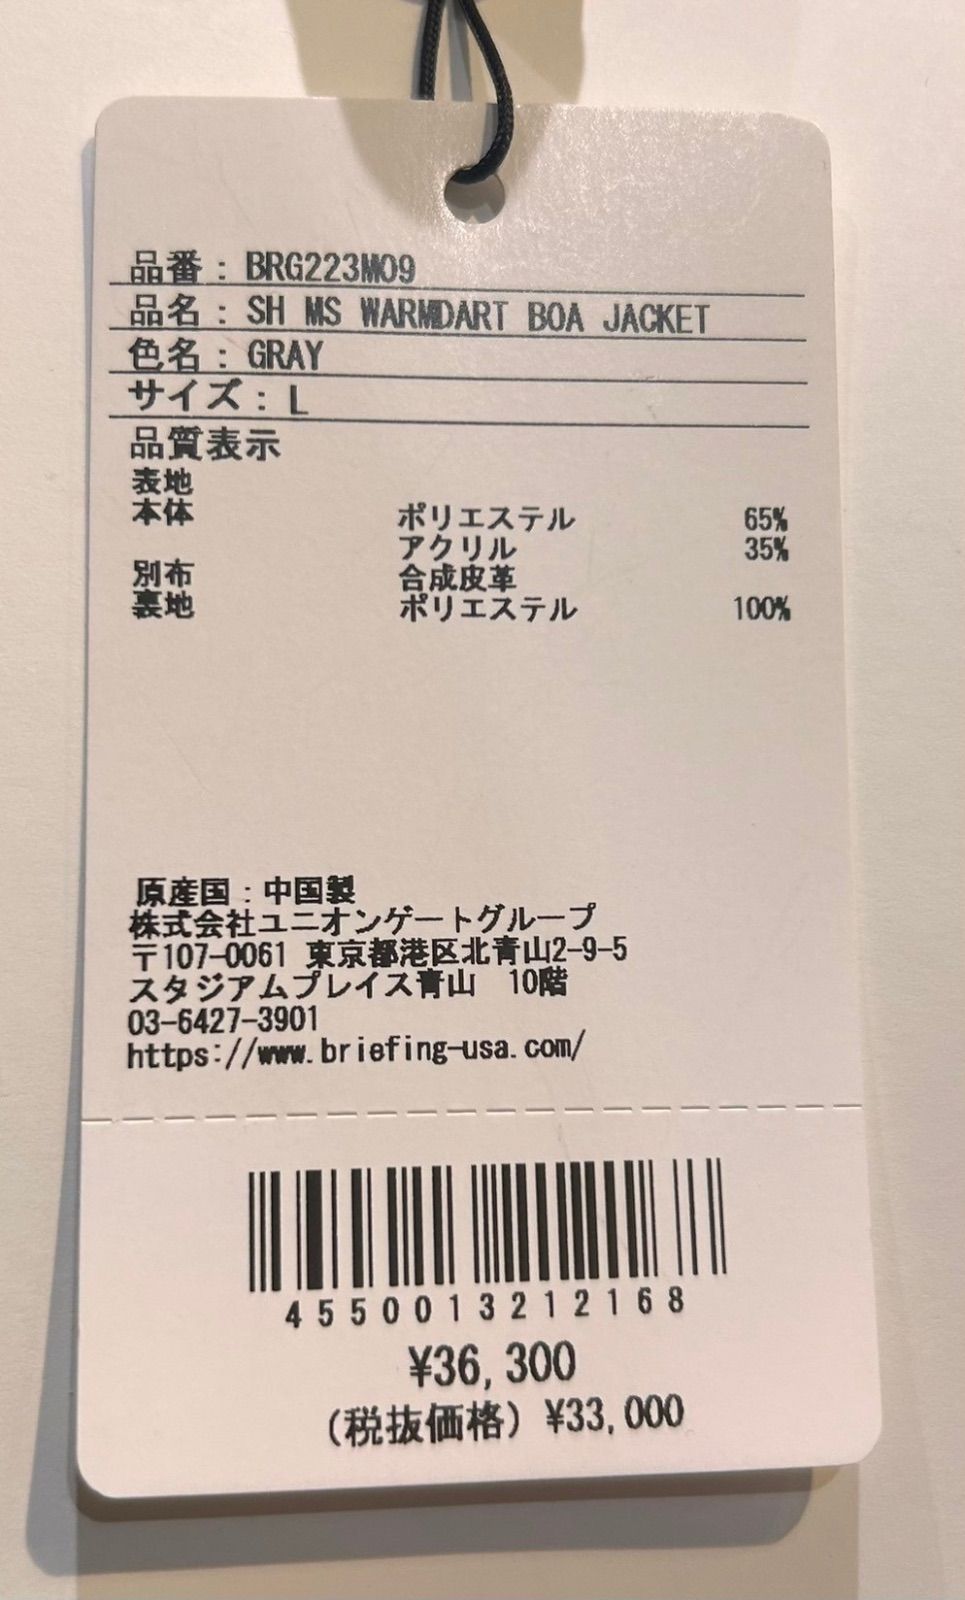 品番： BRG223M09
品名： SH MS WARMDART BOA JACKET
色名： GRAY
サイズ： L
品質表示
表地
本体 ポリエステル 65%
アクリル 35%
別布 合成皮革
裏地 ポリエステル 100%
原産国：中国製
株式会社ユニオンゲートグループ
〒107-0061 東京都港区北青山2-9-5
スタジアムプレイス青山 10階
03-6427-3901
https://www.briefing-usa.com/
4550013212168
¥36,300
(税抜価格) ¥33,000